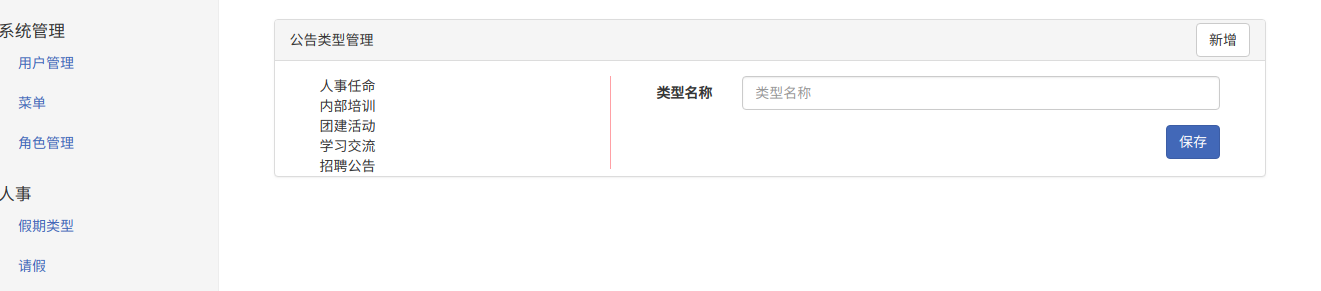 系统管理
用户管理
菜单
角色管理
人事
假期类型
请假
公告类型管理
新增
人事任命
内部培训
团建活动
学习交流
招聘公告
类型名称
类型名称
保存